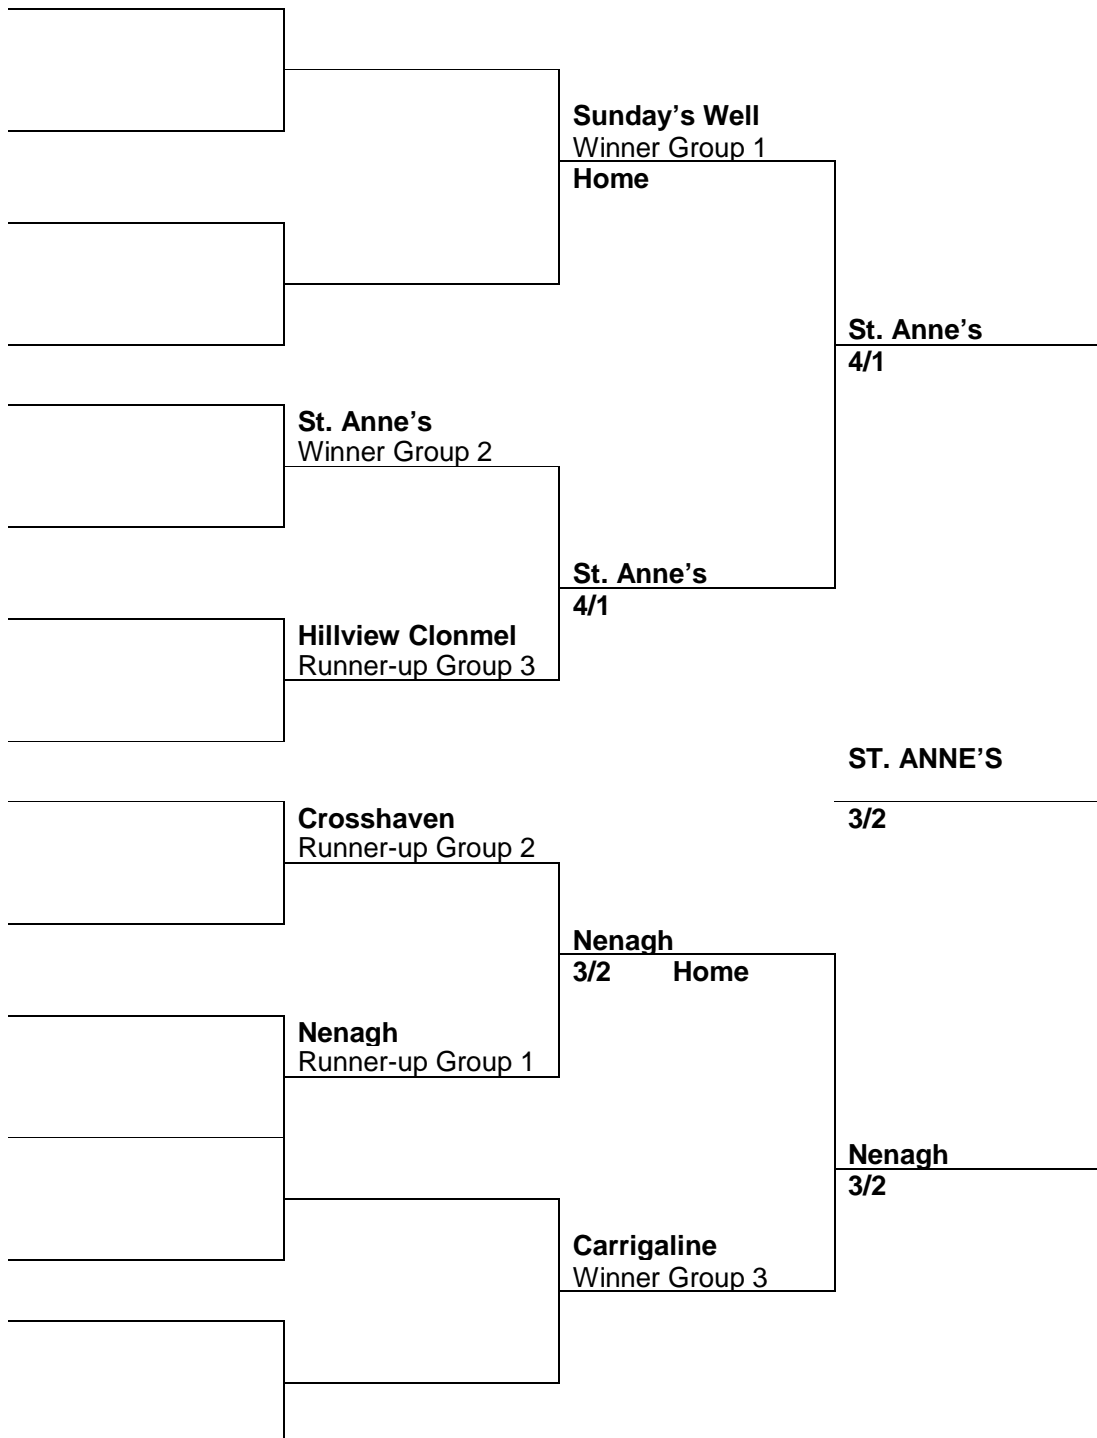 Sunday’s Well
Winner Group 1
Home
St. Anne’s
4/1
St. Anne’s
Winner Group 2
St. Anne’s
4/1
Hillview Clonmel
Runner-up Group 3
ST. ANNE’S
3/2
Crosshaven
Runner-up Group 2
Nenagh
3/2 Home
Nenagh
Runner-up Group 1
Nenagh
3/2
Carrigaline
Winner Group 3